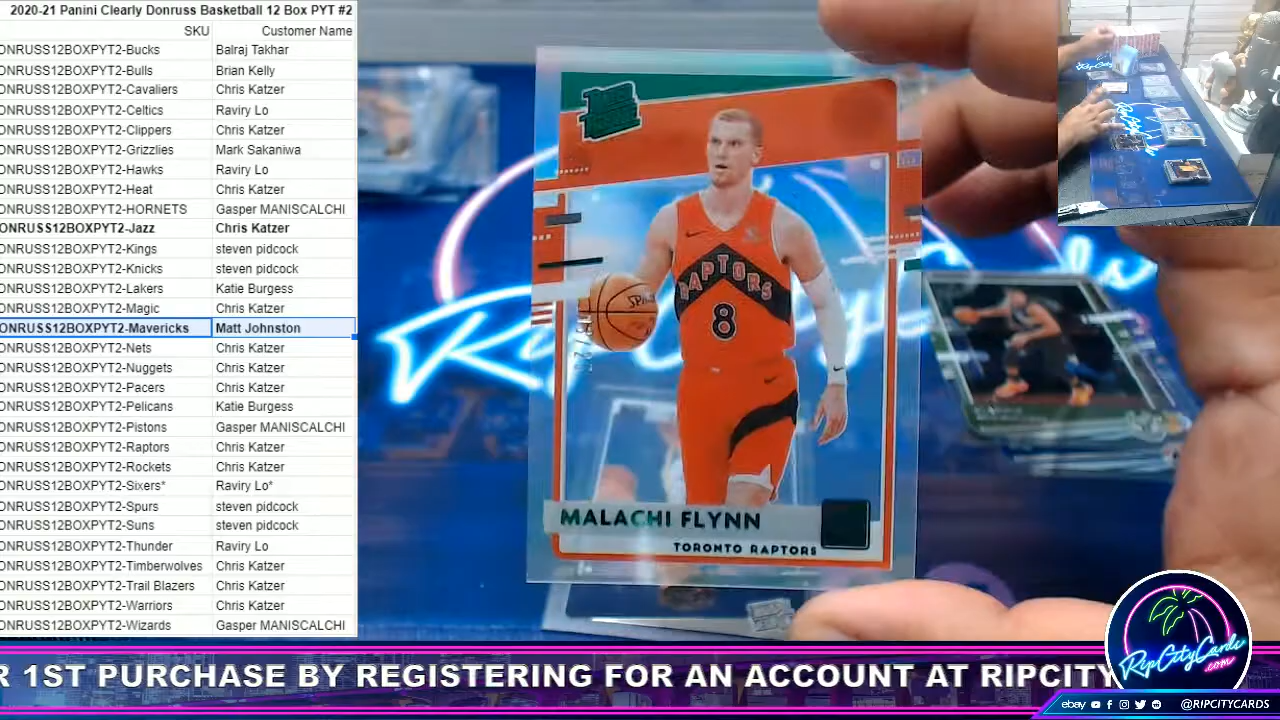 2020-21 Panini Clearly Donruss Basketball 12 Box PYT #2
SKU Customer Name
ONRUSS12BOXPYT2-Bucks Balraj Takhar
ONRUSS12BOXPYT2-Bulls Brian Kelly
ONRUSS12BOXPYT2-Cavaliers Chris Katzer
ONRUSS12BOXPYT2-Celtics Raviry Lo
ONRUSS12BOXPYT2-Clippers Chris Katzer
ONRUSS12BOXPYT2-Grizzlies Mark Sakaniwa
ONRUSS12BOXPYT2-Hawks Raviry Lo
ONRUSS12BOXPYT2-Heat Chris Katzer
ONRUSS12BOXPYT2-HORNETS Gasper MANISCALCHI
ONRUSS12BOXPYT2-Jazz Chris Katzer
ONRUSS12BOXPYT2-Kings steven pidcock
ONRUSS12BOXPYT2-Knicks steven pidcock
ONRUSS12BOXPYT2-Lakers Katie Burgess
ONRUSS12BOXPYT2-Magic Chris Katzer
ONRUSS12BOXPYT2-Mavericks Matt Johnston
ONRUSS12BOXPYT2-Nets Chris Katzer
ONRUSS12BOXPYT2-Nuggets Chris Katzer
ONRUSS12BOXPYT2-Pacers Chris Katzer
ONRUSS12BOXPYT2-Pelicans Katie Burgess
ONRUSS12BOXPYT2-Pistons Gasper MANISCALCHI
ONRUSS12BOXPYT2-Raptors Chris Katzer
ONRUSS12BOXPYT2-Rockets Chris Katzer
ONRUSS12BOXPYT2-Sixers* Raviry Lo*
ONRUSS12BOXPYT2-Spurs steven pidcock
ONRUSS12BOXPYT2-Suns steven pidcock
ONRUSS12BOXPYT2-Thunder Raviry Lo
ONRUSS12BOXPYT2-Timberwolves Chris Katzer
ONRUSS12BOXPYT2-Trail Blazers Chris Katzer
ONRUSS12BOXPYT2-Warriors Chris Katzer
ONRUSS12BOXPYT2-Wizards Gasper MANISCALCHI
RAPTORS
8
MALACHI FLYNN
TORONTO RAPTORS
R 1ST PURCHASE BY REGISTERING FOR AN ACCOUNT AT RIPCITY
RipCityCards
.com
ebay @RIPCITYCARDS